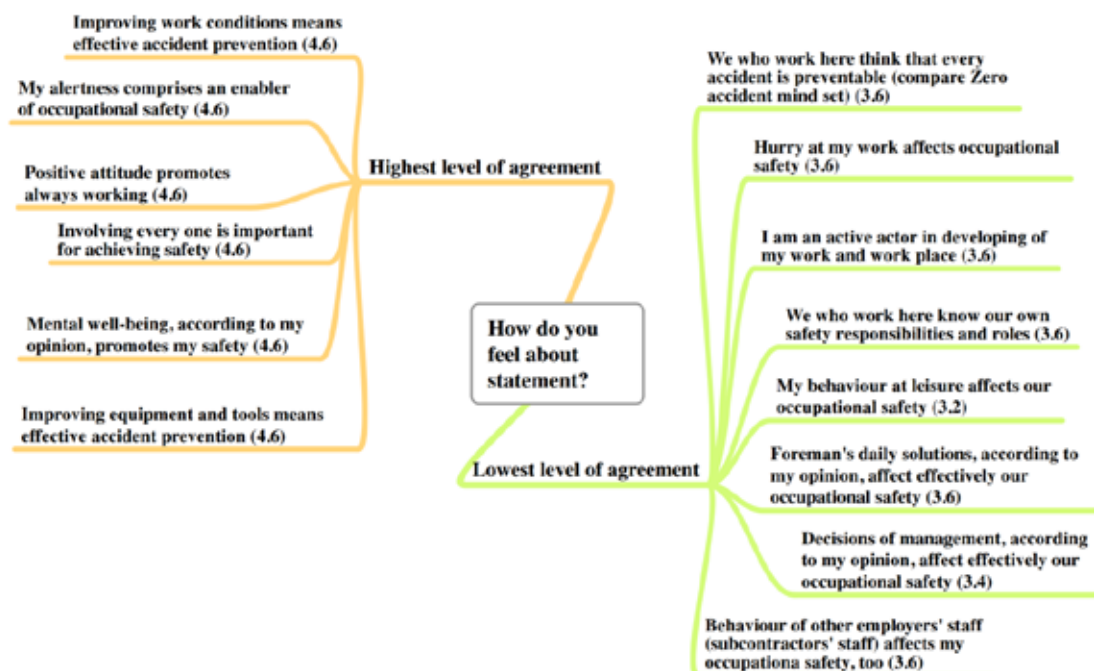 Improving work conditions means
effective accident prevention (4.6)
My alertness comprises an enabler
of occupational safety (4.6)
Positive attitude promotes
always working (4.6)
Involving every one is important
for achieving safety (4.6)
Mental well-being, according to my
opinion, promotes my safety (4.6)
Improving equipment and tools means
effective accident prevention (4.6)
Highest level of agreement
How do you
feel about
statement?
Lowest level of agreement
We who work here think that every
accident is preventable (compare Żero
accident mind set) (3.6)
Hurry at my work affects occupational
safety (3.6)
I am an active actor in developing of
my work and work place (3.6)
We who work here know our own
safety responsibilities and roles (3.6)
My behaviour at leisure affects our
occupational safety (3.2)
Foreman's daily solutions, according to
my opinion, affect effectively our
occupational safety (3.6)
Decisions of management, according
to my opinion, affect effectively our
occupational safety (3.4)
Behaviour of other employers' staff
(subcontractors' staff) affects my
occupationa safety, too (3.6)